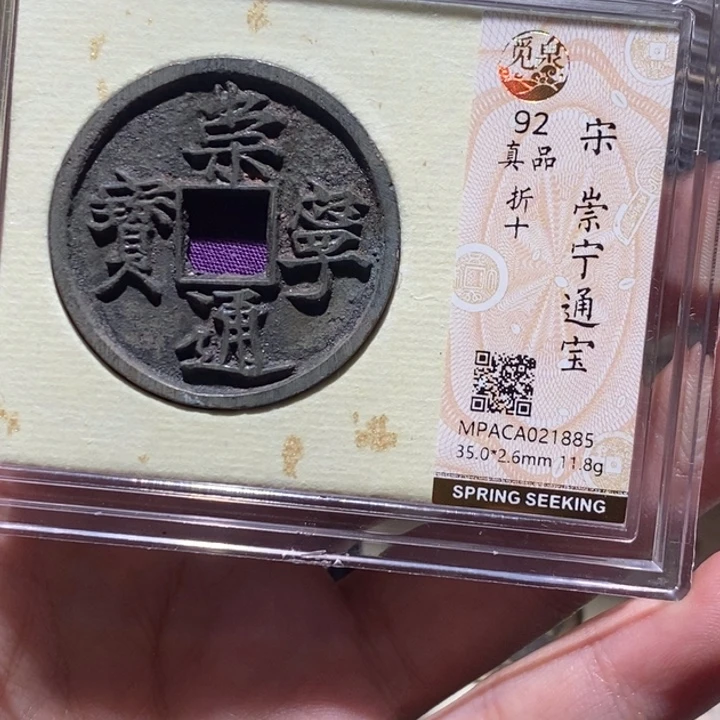 崇寧通寳
觅泉
92
真品
折十
宋 崇宁通宝
MPACA021885
35.0*2.6mm 11.8g
SPRING SEEKING